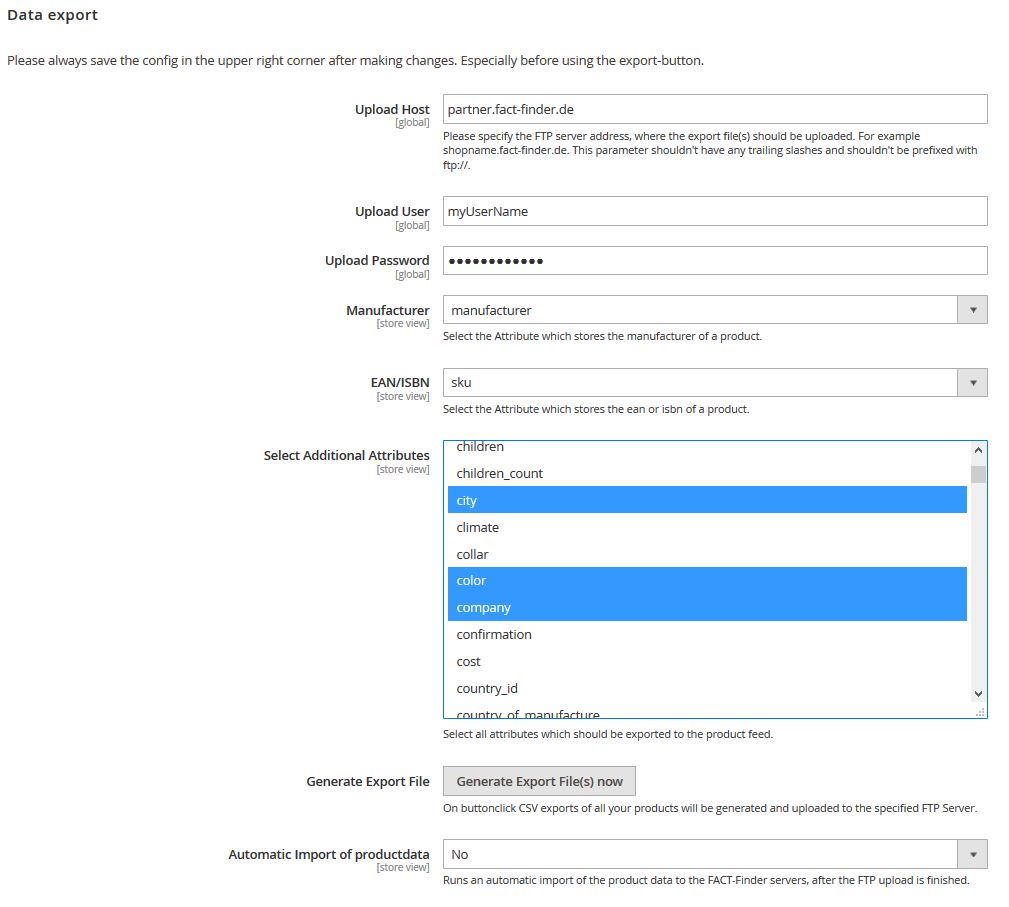 Data export
Please always save the config in the upper right corner after making changes. Especially before using the export-button.
Upload Host
[global]
partner.fact-finder.de
Please specify the FTP server address, where the export file(s) should be uploaded. For example
shopname.fact-finder.de. This parameter shouldn't have any trailing slashes and shouldn't be prefixed with
ftp://.
Upload User
[global]
myUserName
Upload Password
[global]
••••••••••••
Manufacturer
[store view]
manufacturer
Select the Attribute which stores the manufacturer of a product.
EAN/ISBN
[store view]
sku
Select the Attribute which stores the ean or isbn of a product.
Select Additional Attributes
[store view]
children
children_count
city
climate
collar
color
company
confirmation
cost
country_id
country_of_manufacture
Select all attributes which should be exported to the product feed.
Generate Export File
Generate Export File(s) now
On buttonclick CSV exports of all your products will be generated and uploaded to the specified FTP Server.
Automatic Import of productdata
[store view]
No
Runs an automatic import of the product data to the FACT-Finder servers, after the FTP upload is finished.